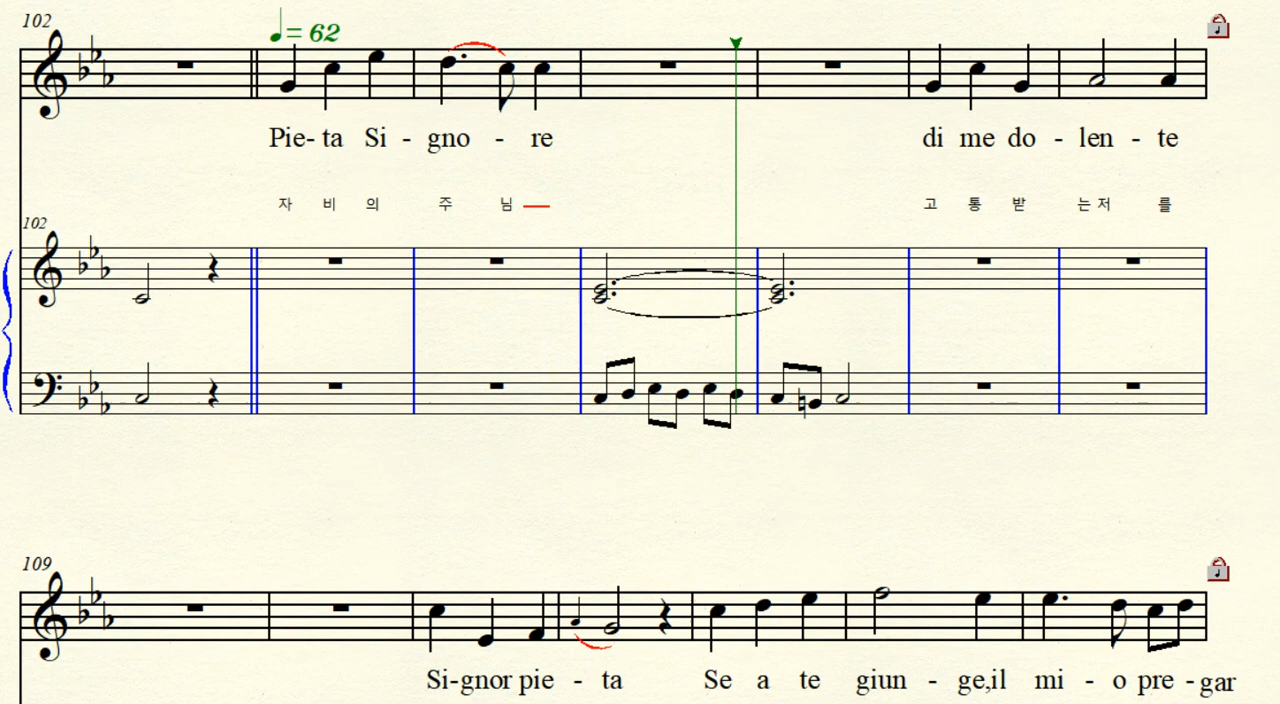 102
= 62
Pie- ta Si - gno - re di me do - len - te
자 비 의 주 님 고 통 받 는 저 를
102
109
Si-gnor pie - ta Se a te giun - ge,il mi - o pre - gar